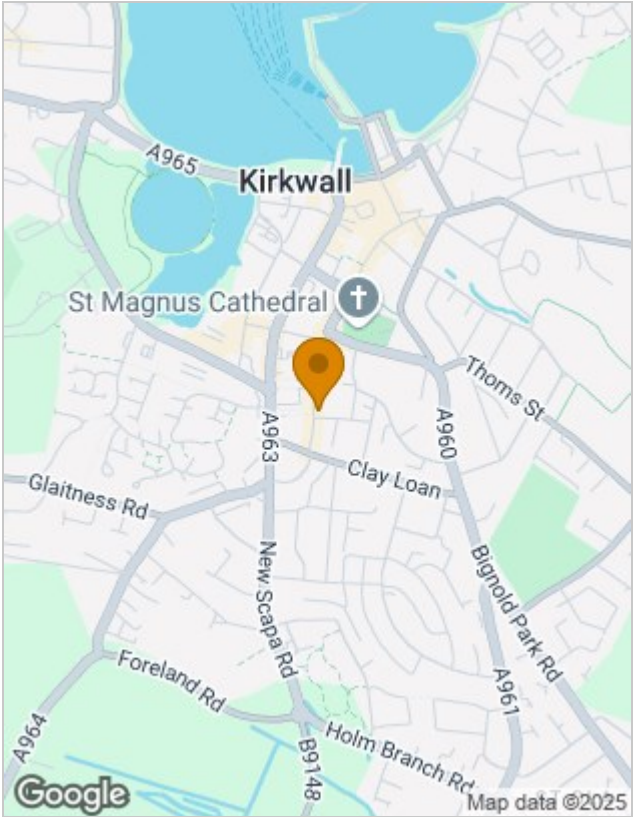 A965
Kirkwall
St Magnus Cathedral
Thoms St
A963
A960
Clay Loan
Glaitness Rd
New Scapa Rd
Bignold Park Rd
Foreland Rd
A961
A964
B9148
Holm Branch Rd
Google
Map data ©2025